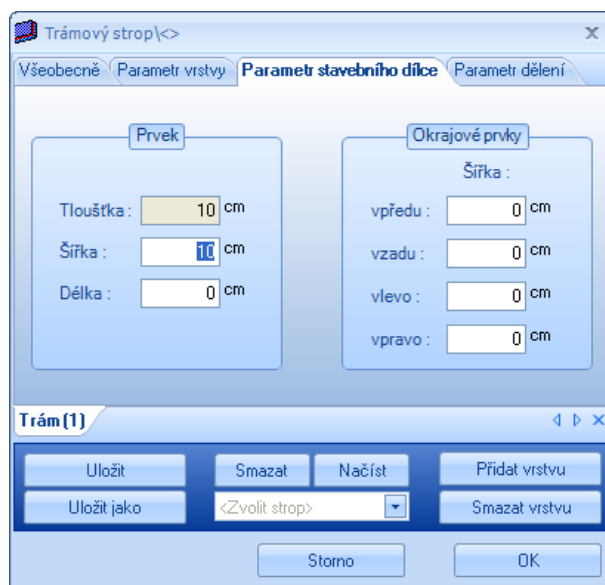 Trámový strop\<>
Všeobecně Parametr vrstvy Parametr stavebního dílce Parametr dělení
Prvek
Tloušťka : 10 cm
Šířka : 10 cm
Délka : 0 cm
Okrajové prvky
Šířka :
vpředu : 0 cm
vzadu : 0 cm
vlevo : 0 cm
vpravo : 0 cm
Trám (1)
Uložit Smazat Načíst Přidat vrstvu
Uložit jako <Zvolit strop> Smazat vrstvu
Storno OK